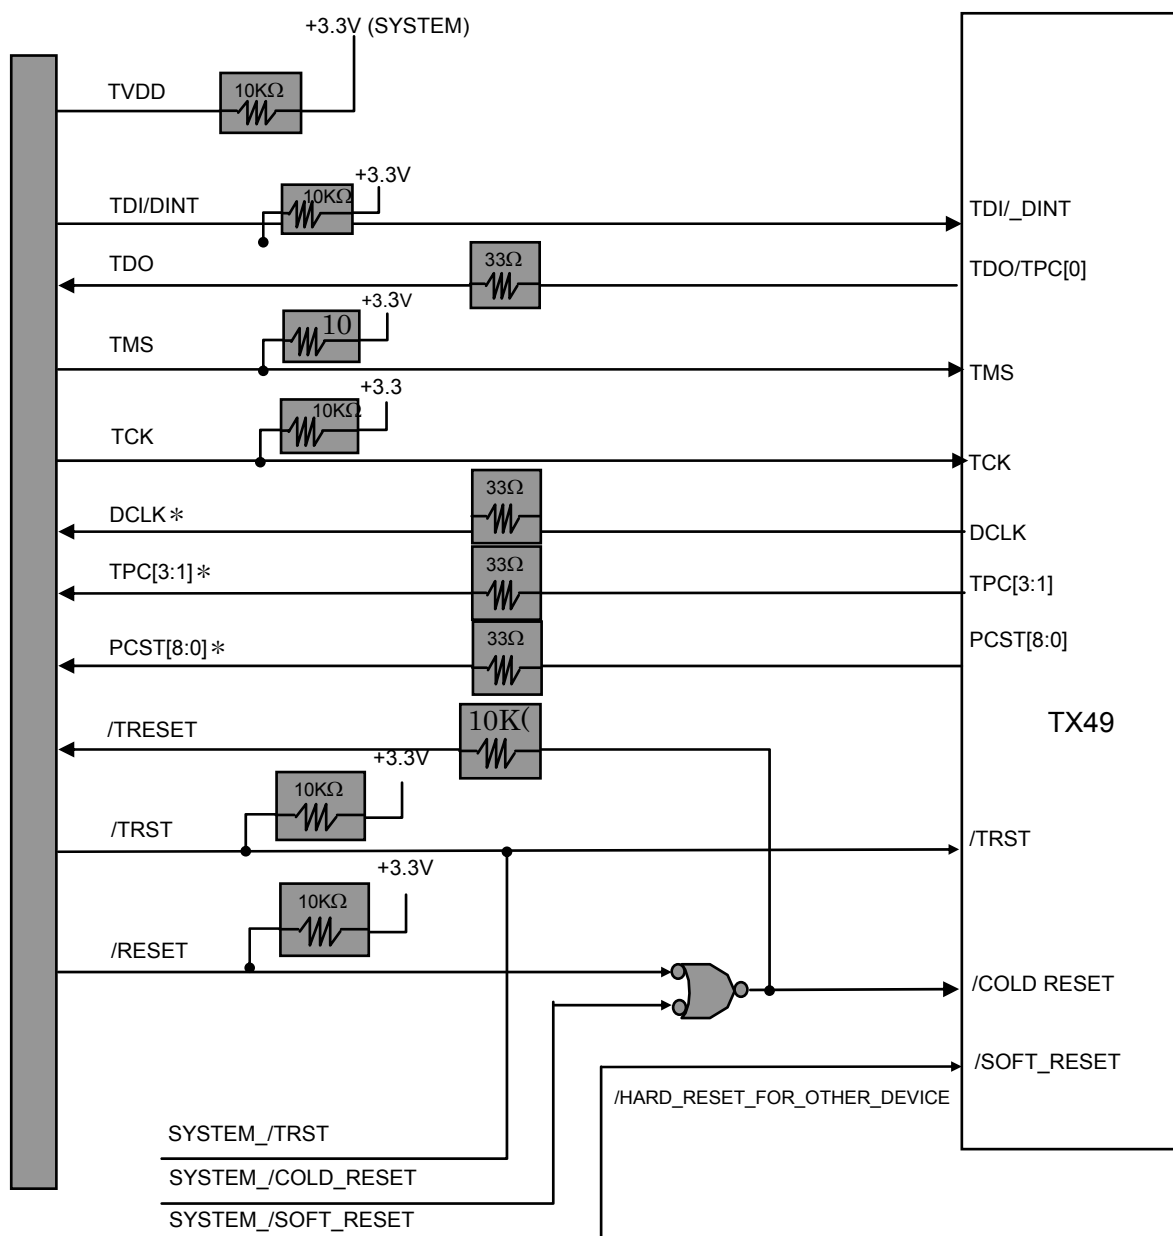 +3.3V (SYSTEM)
TVDD
10KΩ
+3.3V
TDI/DINT
10KΩ
TDI/_DINT
TDO
33Ω
TDO/TPC[0]
+3.3V
TMS
10
TMS
+3.3
TCK
10KΩ
TCK
33Ω
DCLK*
DCLK
TPC[3:1]*
33Ω
TPC[3:1]
PCST[8:0]*
33Ω
PCST[8:0]
/TRESET
10K(
TX49
+3.3V
10KΩ
/TRST
/TRST
+3.3V
10KΩ
/RESET
/COLD RESET
/SOFT_RESET
/HARD_RESET_FOR_OTHER_DEVICE
SYSTEM_/TRST
SYSTEM_/COLD_RESET
SYSTEM_/SOFT_RESET